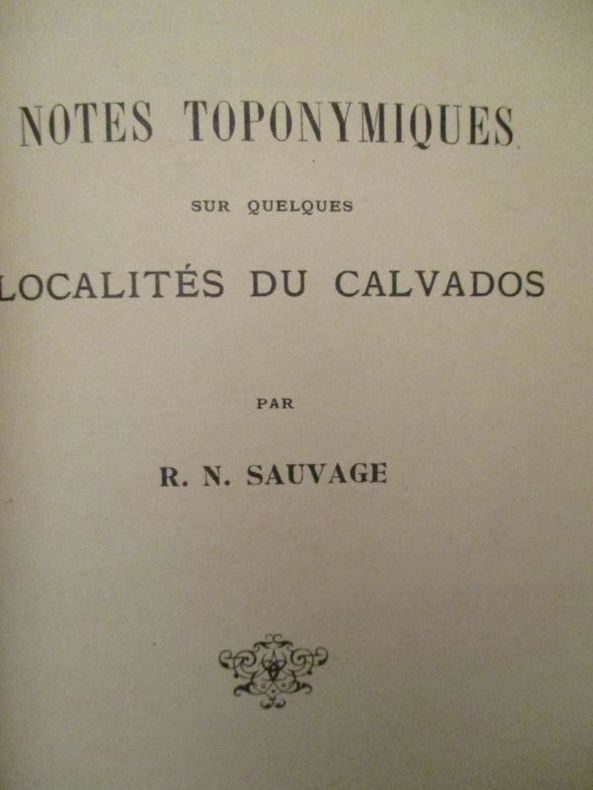 NOTES TOPONYMIQUES
SUR QUELQUES
LOCALITÉS DU CALVADOS
PAR
R. N. SAUVAGE